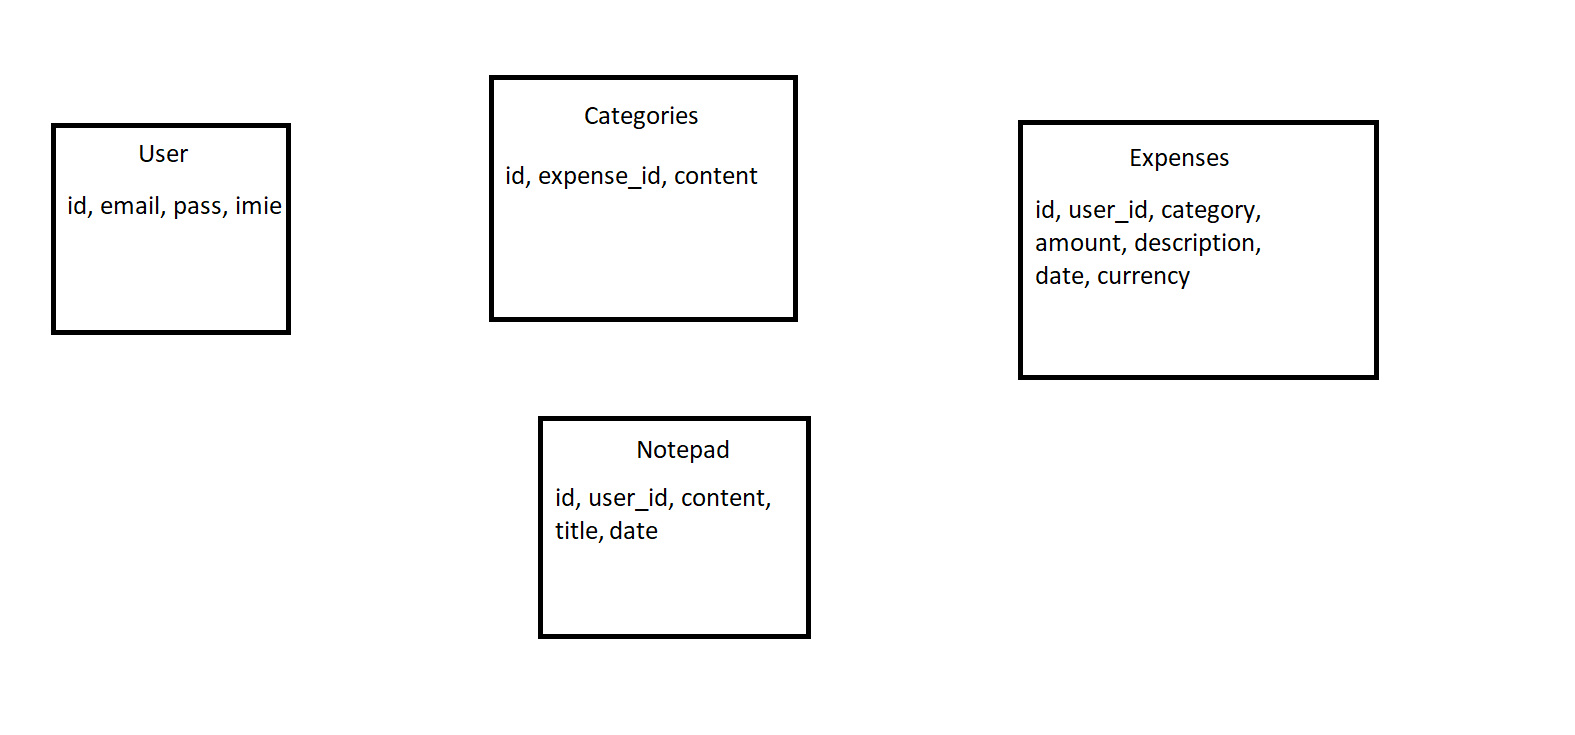 User
id, email, pass, imie
Categories
id, expense_id, content
Expenses
id, user_id, category,
amount, description,
date, currency
Notepad
id, user_id, content,
title, date